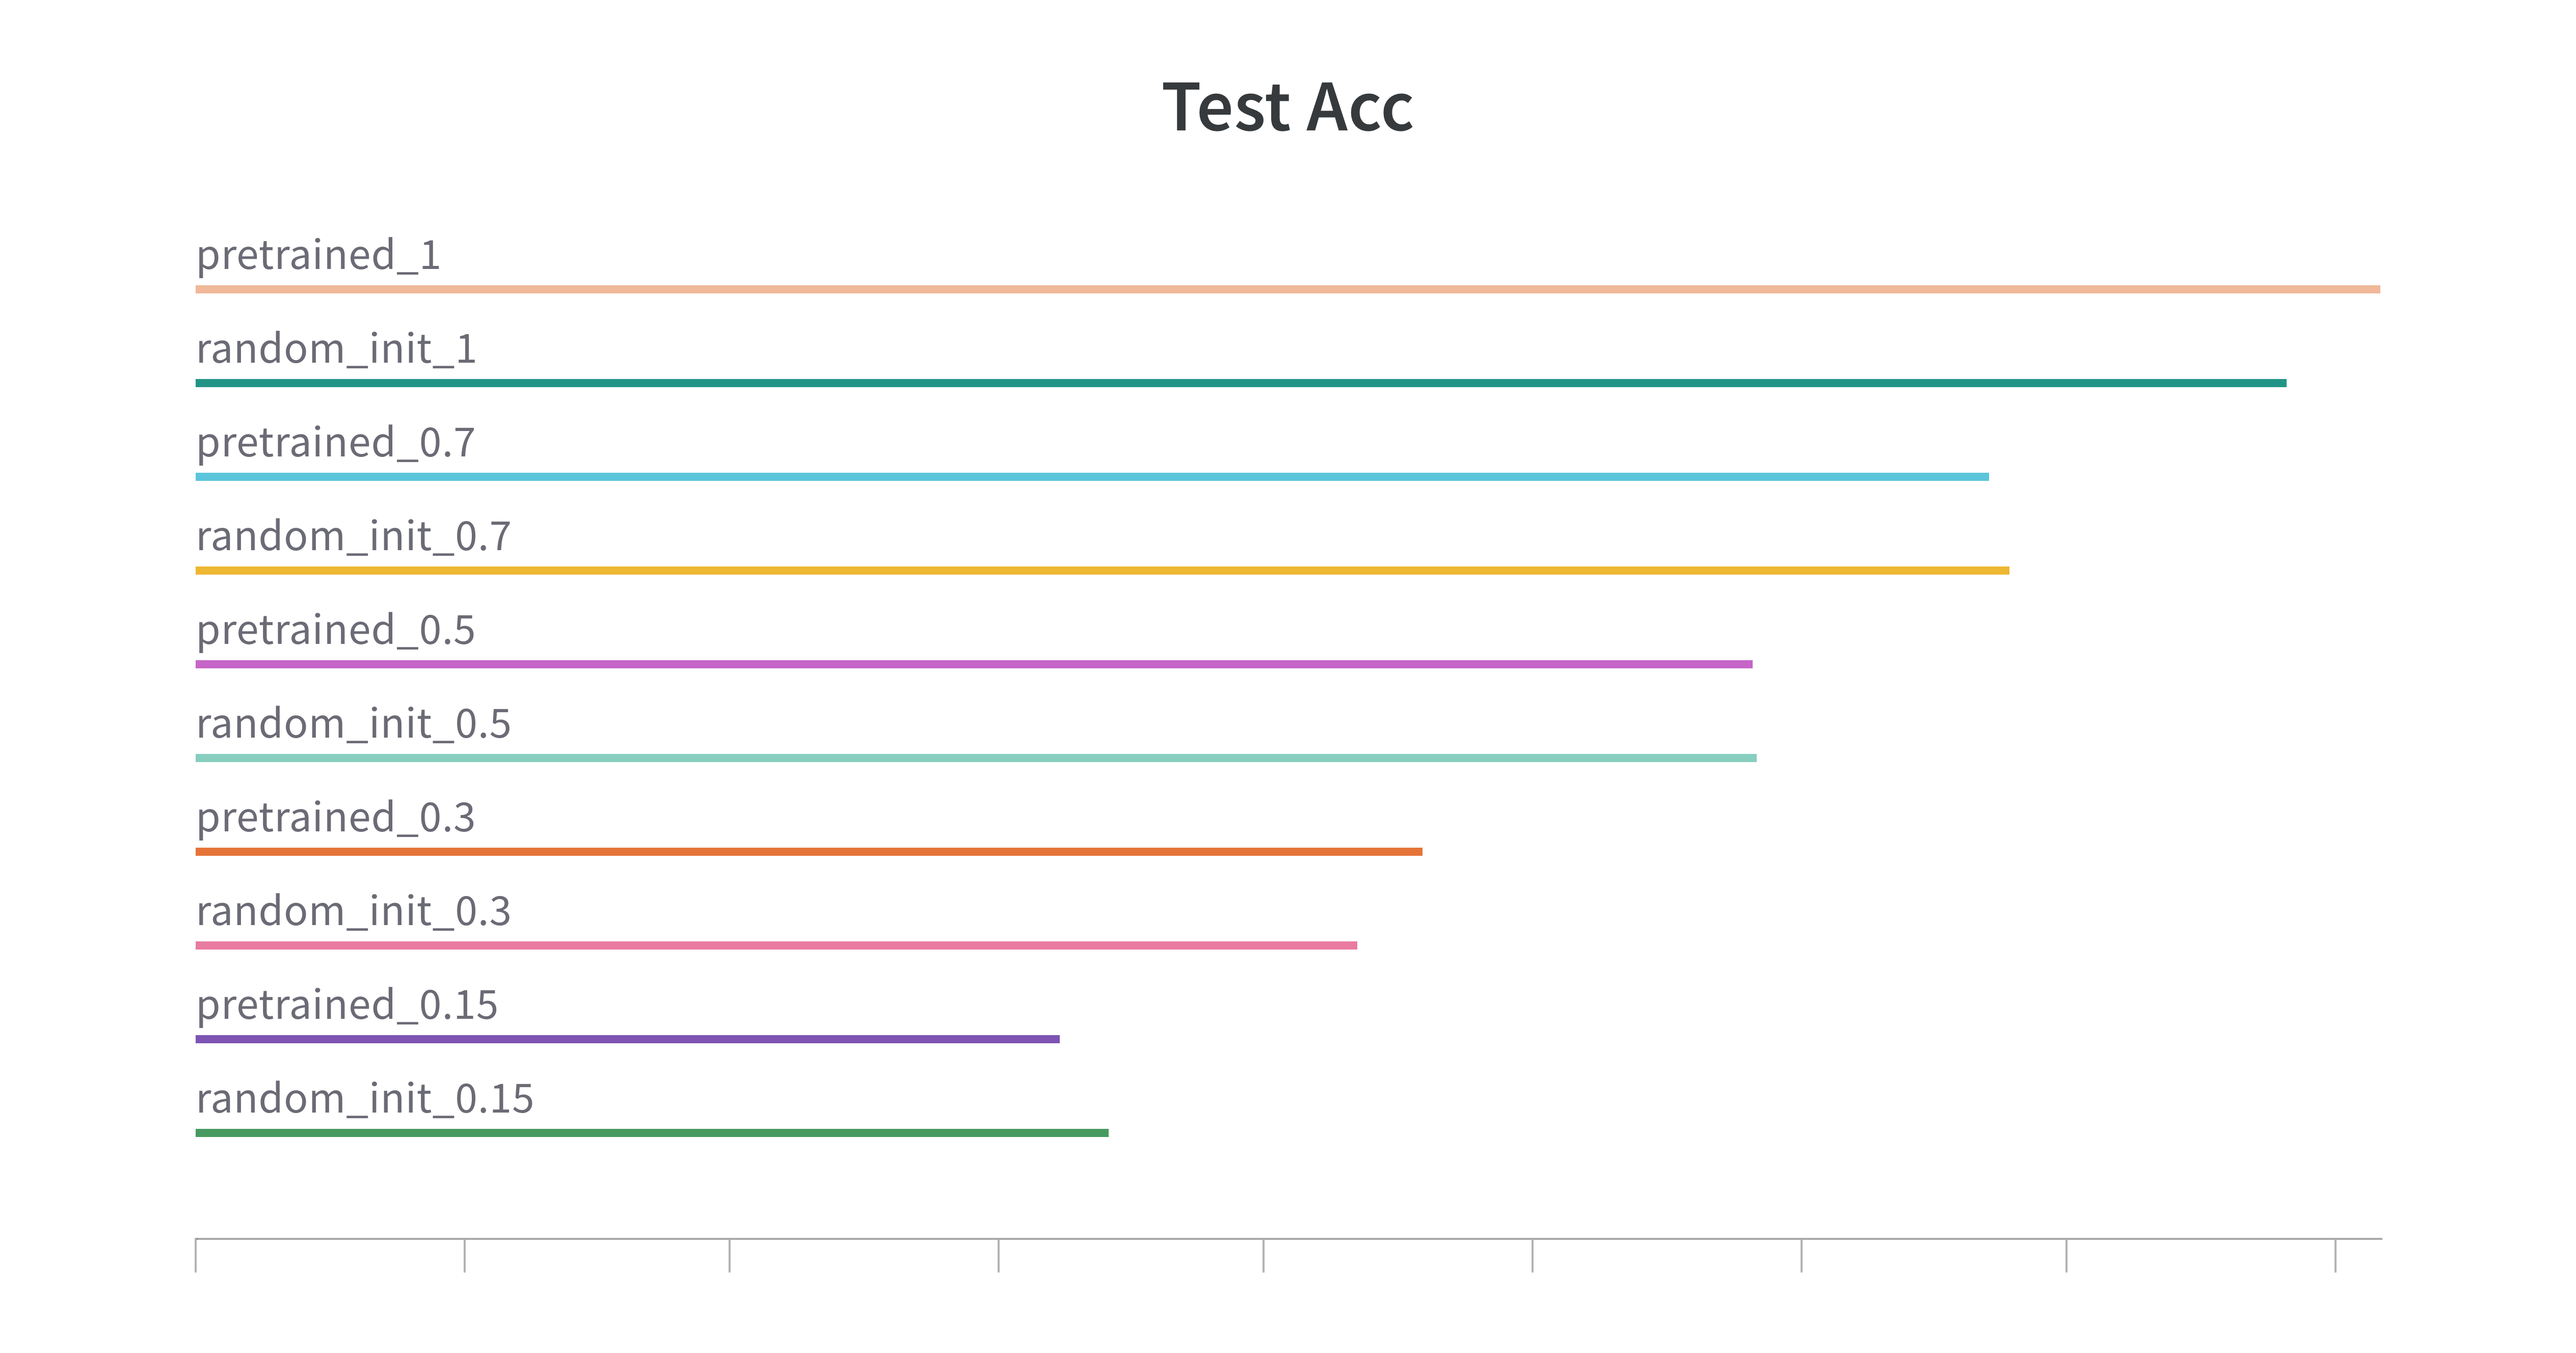 Test Acc
pretrained_1
random_init_1
pretrained_0.7
random_init_0.7
pretrained_0.5
random_init_0.5
pretrained_0.3
random_init_0.3
pretrained_0.15
random_init_0.15